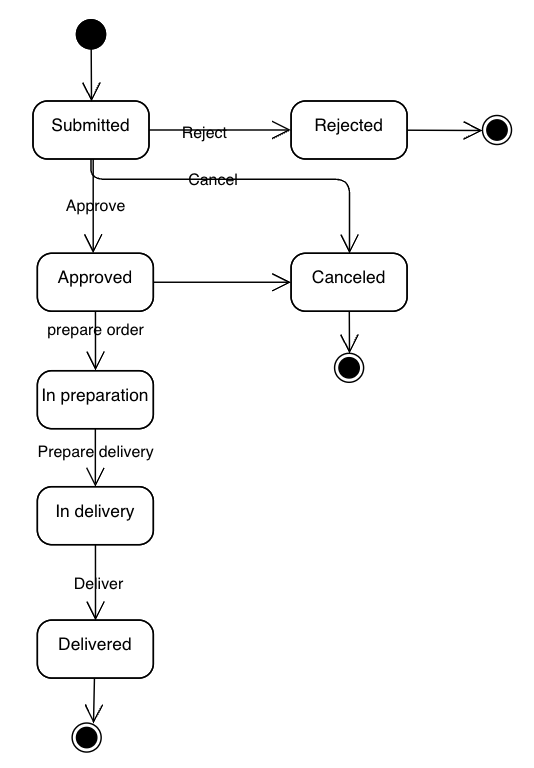 Submitted
Reject
Rejected
Cancel
Approve
Approved
Canceled
prepare order
In preparation
Prepare delivery
In delivery
Deliver
Delivered